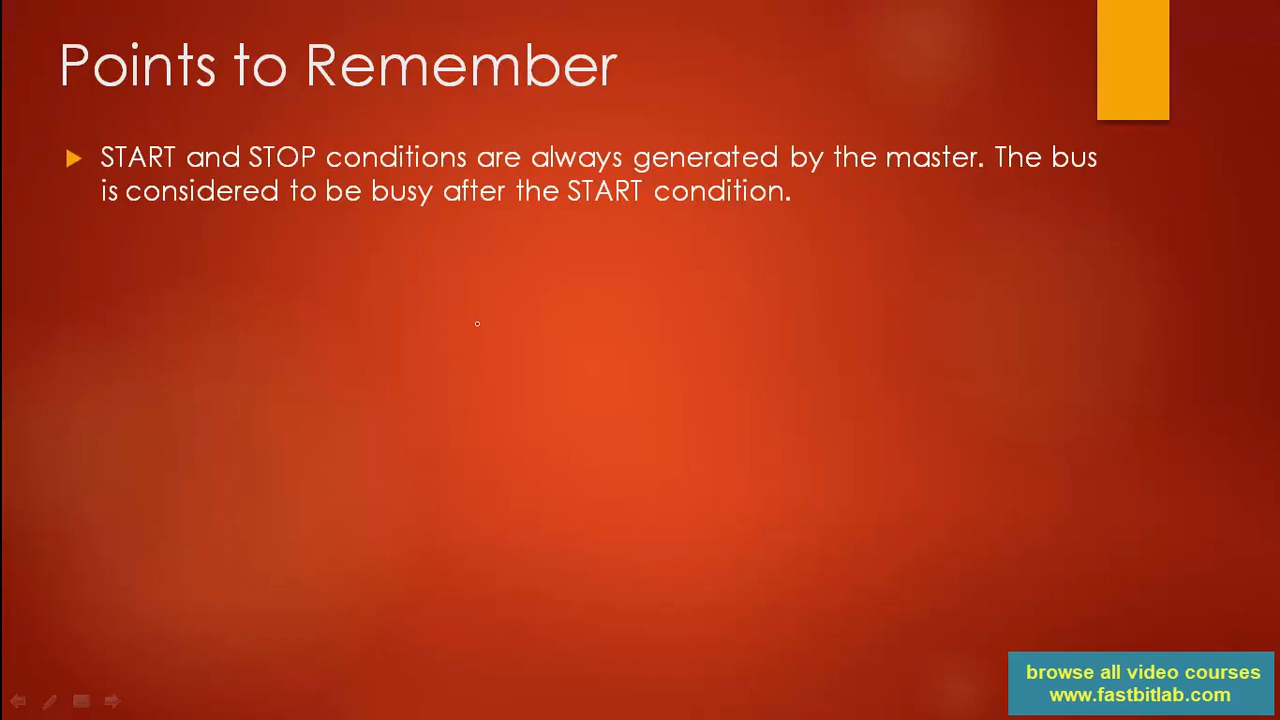 Points to Remember
START and STOP conditions are always generated by the master. The bus
is considered to be busy after the START condition.
browse all video courses
www.fastbitlab.com